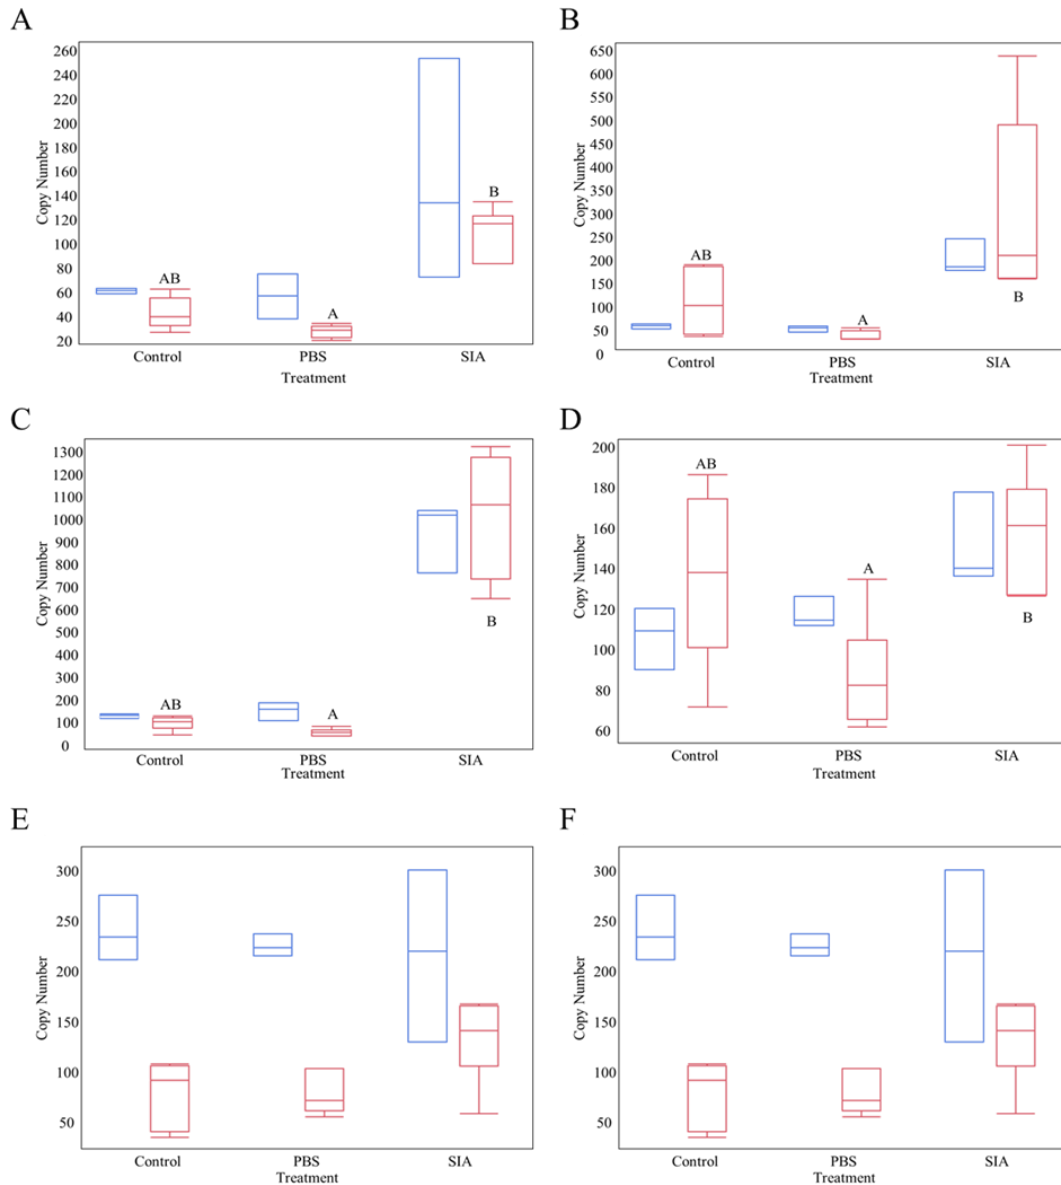 A
260
240
220
200
180
160
140
120
100
80
60
40
20
Copy Number
AB
A
B
Control PBS SIA
Treatment
B
650
600
550
500
450
400
350
300
250
200
150
100
50
0
Copy Number
AB
A
B
Control PBS SIA
Treatment
C
1300
1200
1100
1000
900
800
700
600
500
400
300
200
100
0
Copy Number
AB
A
B
Control PBS SIA
Treatment
D
200
180
160
140
120
100
80
60
Copy Number
AB
A
B
Control PBS SIA
Treatment
E
300
250
200
150
100
50
Copy Number
Control PBS SIA
Treatment
F
300
250
200
150
100
50
Copy Number
Control PBS SIA
Treatment